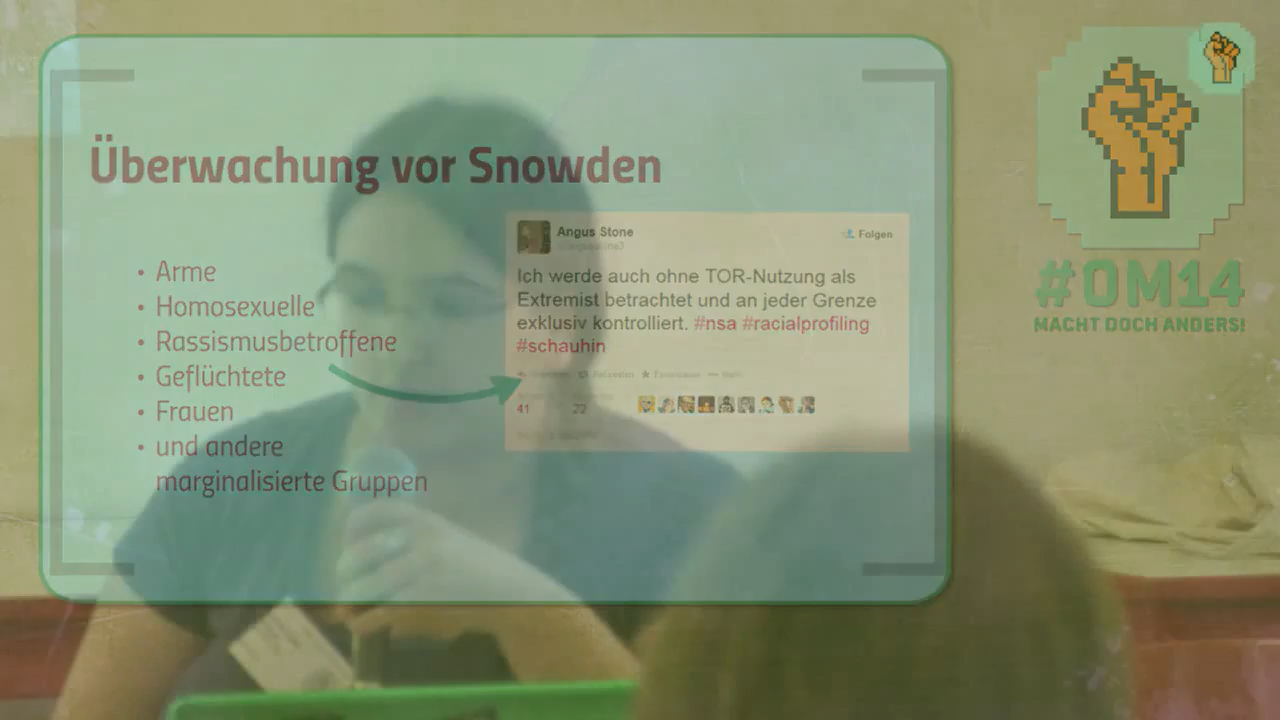 Überwachung vor Snowden
• Arme
• Homosexuelle
• Rassismusbetroffene
• Geflüchtete
• Frauen
• und andere
marginalisierte Gruppen
Angus Stone
Folgen
Ich werde auch ohne TOR-Nutzung als
Extremist betrachtet und an jeder Grenze
exklusiv kontrolliert. #nsa #racialprofiling
#schauhin
41 22
#OM14
MACHT DOCH ANDERS!